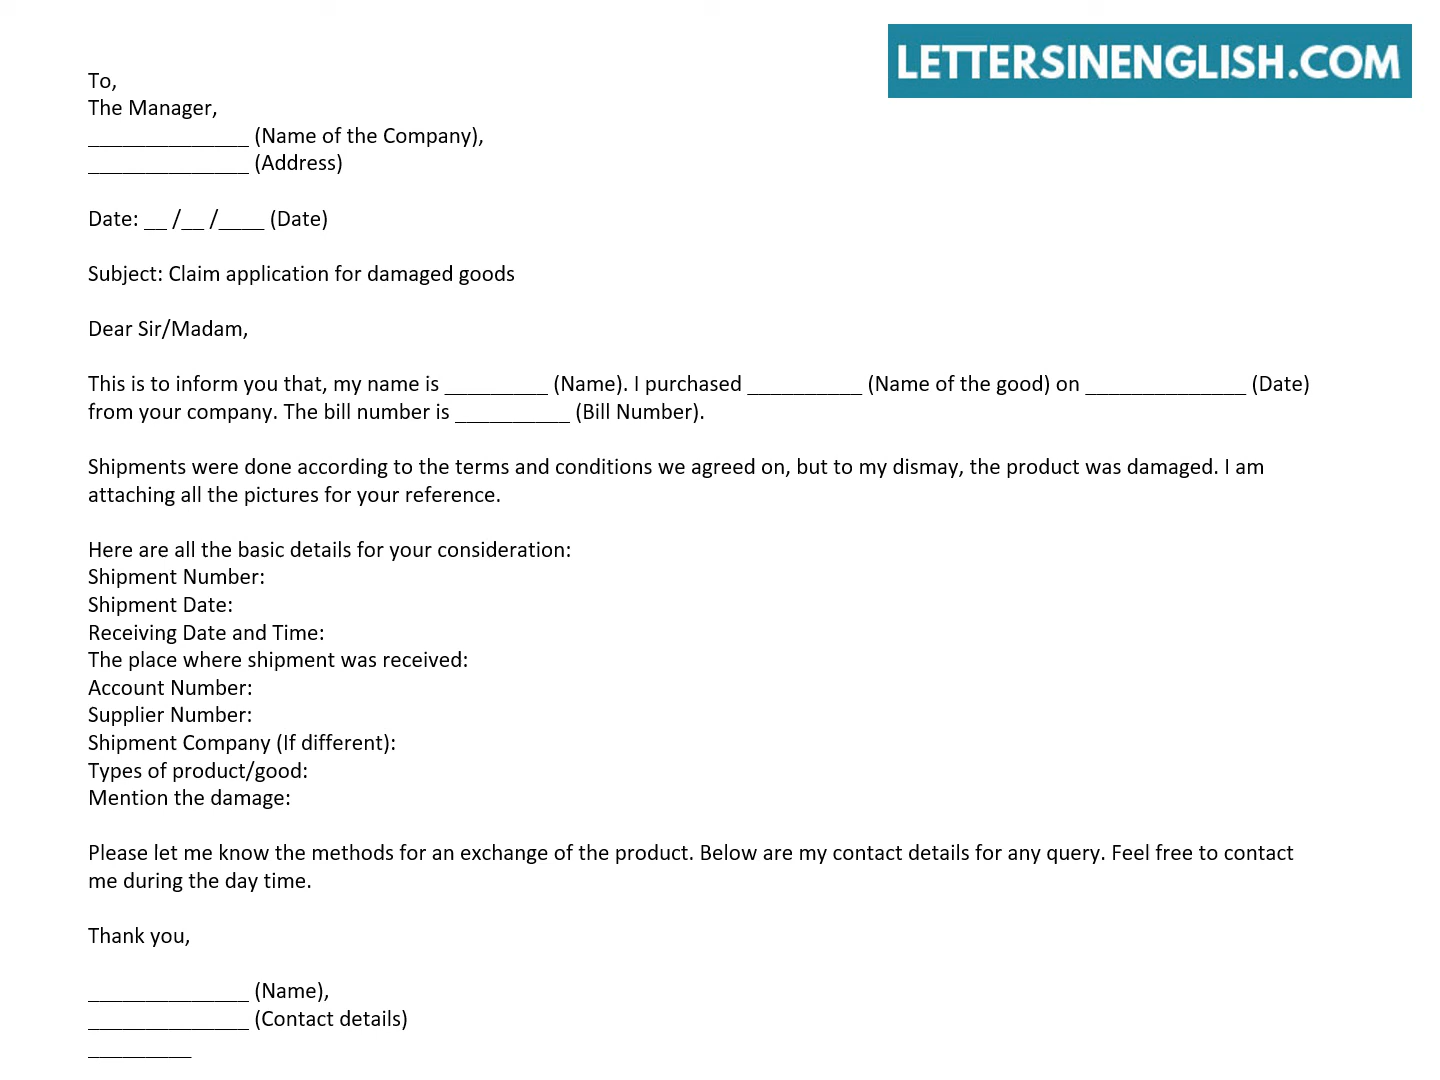 LETTERSINENGLISH.COM
To,
The Manager,
______________ (Name of the Company),
______________ (Address)
Date: __ /__ /____ (Date)
Subject: Claim application for damaged goods
Dear Sir/Madam,
This is to inform you that, my name is _________ (Name). I purchased __________ (Name of the good) on ______________ (Date)
from your company. The bill number is __________ (Bill Number).
Shipments were done according to the terms and conditions we agreed on, but to my dismay, the product was damaged. I am
attaching all the pictures for your reference.
Here are all the basic details for your consideration:
Shipment Number:
Shipment Date:
Receiving Date and Time:
The place where shipment was received:
Account Number:
Supplier Number:
Shipment Company (If different):
Types of product/good:
Mention the damage:
Please let me know the methods for an exchange of the product. Below are my contact details for any query. Feel free to contact
me during the day time.
Thank you,
______________ (Name),
______________ (Contact details)
_________